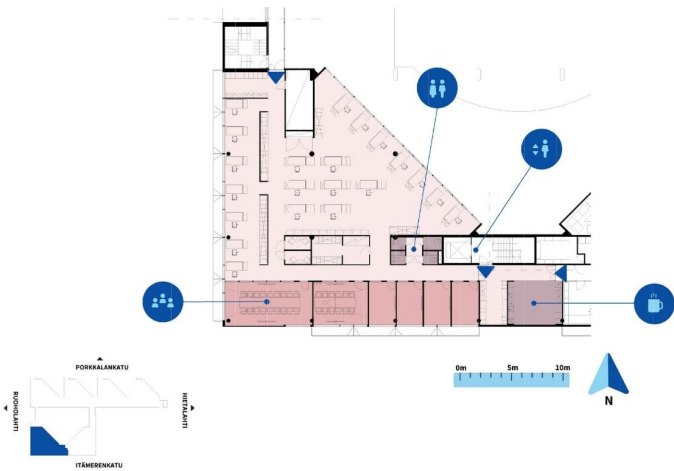 0m 5m 10m
N
PORKKALANKATU
RUOHOLAHTI
HIETALAHTI
ITÄMERENKATU